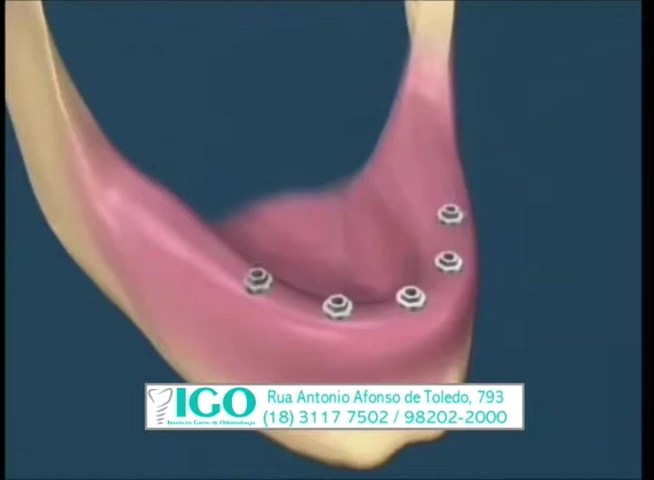 IGO
Rua Antonio Afonso de Toledo, 793
(18) 3117 7502 / 98202-2000